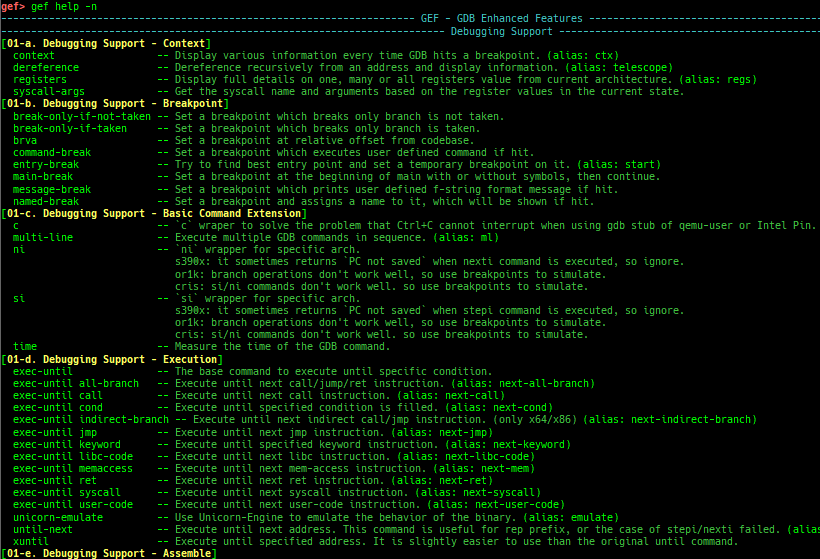 gef> gef help -n
------------------------------------------------------------------- GEF - GDB Enhanced Features --------------------------------------
------------------------------------------------------------------------ Debugging Support -------------------------------------------
[01-a. Debugging Support - Context]
context -- Display various information every time GDB hits a breakpoint. (alias: ctx)
dereference -- Dereference recursively from an address and display information. (alias: telescope)
registers -- Display full details on one, many or all registers value from current architecture. (alias: regs)
syscall-args -- Get the syscall name and arguments based on the register values in the current state.
[01-b. Debugging Support - Breakpoint]
break-only-if-not-taken -- Set a breakpoint which breaks only branch is not taken.
break-only-if-taken -- Set a breakpoint which breaks only branch is taken.
brva -- Set a breakpoint at relative offset from codebase.
command-break -- Set a breakpoint which executes user defined command if hit.
entry-break -- Try to find best entry point and set a temporary breakpoint on it. (alias: start)
main-break -- Set a breakpoint at the beginning of main with or without symbols, then continue.
message-break -- Set a breakpoint which prints user defined f-string format message if hit.
named-break -- Set a breakpoint and assigns a name to it, which will be shown if hit.
[01-c. Debugging Support - Basic Command Extension]
c -- `c` wraper to solve the problem that Ctrl+C cannot interrupt when using gdb stub of qemu-user or Intel Pin.
multi-line -- Execute multiple GDB commands in sequence. (alias: ml)
ni -- `ni` wrapper for specific arch.
s390x: it sometimes returns `PC not saved` when nexti command is executed, so ignore.
or1k: branch operations don't work well, so use breakpoints to simulate.
cris: si/ni commands don't work well. so use breakpoints to simulate.
si -- `si` wrapper for specific arch.
s390x: it sometimes returns `PC not saved` when stepi command is executed, so ignore.
or1k: branch operations don't work well, so use breakpoints to simulate.
cris: si/ni commands don't work well. so use breakpoints to simulate.
time -- Measure the time of the GDB command.
[01-d. Debugging Support - Execution]
exec-until -- The base command to execute until specific condition.
exec-until all-branch -- Execute until next call/jump/ret instruction. (alias: next-all-branch)
exec-until call -- Execute until next call instruction. (alias: next-call)
exec-until cond -- Execute until specified condition is filled. (alias: next-cond)
exec-until indirect-branch -- Execute until next indirect call/jmp instruction. (only x64/x86) (alias: next-indirect-branch)
exec-until jmp -- Execute until next jmp instruction. (alias: next-jmp)
exec-until keyword -- Execute until specified keyword instruction. (alias: next-keyword)
exec-until libc-code -- Execute until next libc instruction. (alias: next-libc-code)
exec-until memaccess -- Execute until next mem-access instruction. (alias: next-mem)
exec-until ret -- Execute until next ret instruction. (alias: next-ret)
exec-until syscall -- Execute until next syscall instruction. (alias: next-syscall)
exec-until user-code -- Execute until next user-code instruction. (alias: next-user-code)
unicorn-emulate -- Use Unicorn-Engine to emulate the behavior of the binary. (alias: emulate)
until-next -- Execute until next address. This command is useful for rep prefix, or the case of stepi/nexti failed. (alias
xuntil -- Execute until specified address. It is slightly easier to use than the original until command.
[01-e. Debugging Support - Assemble]